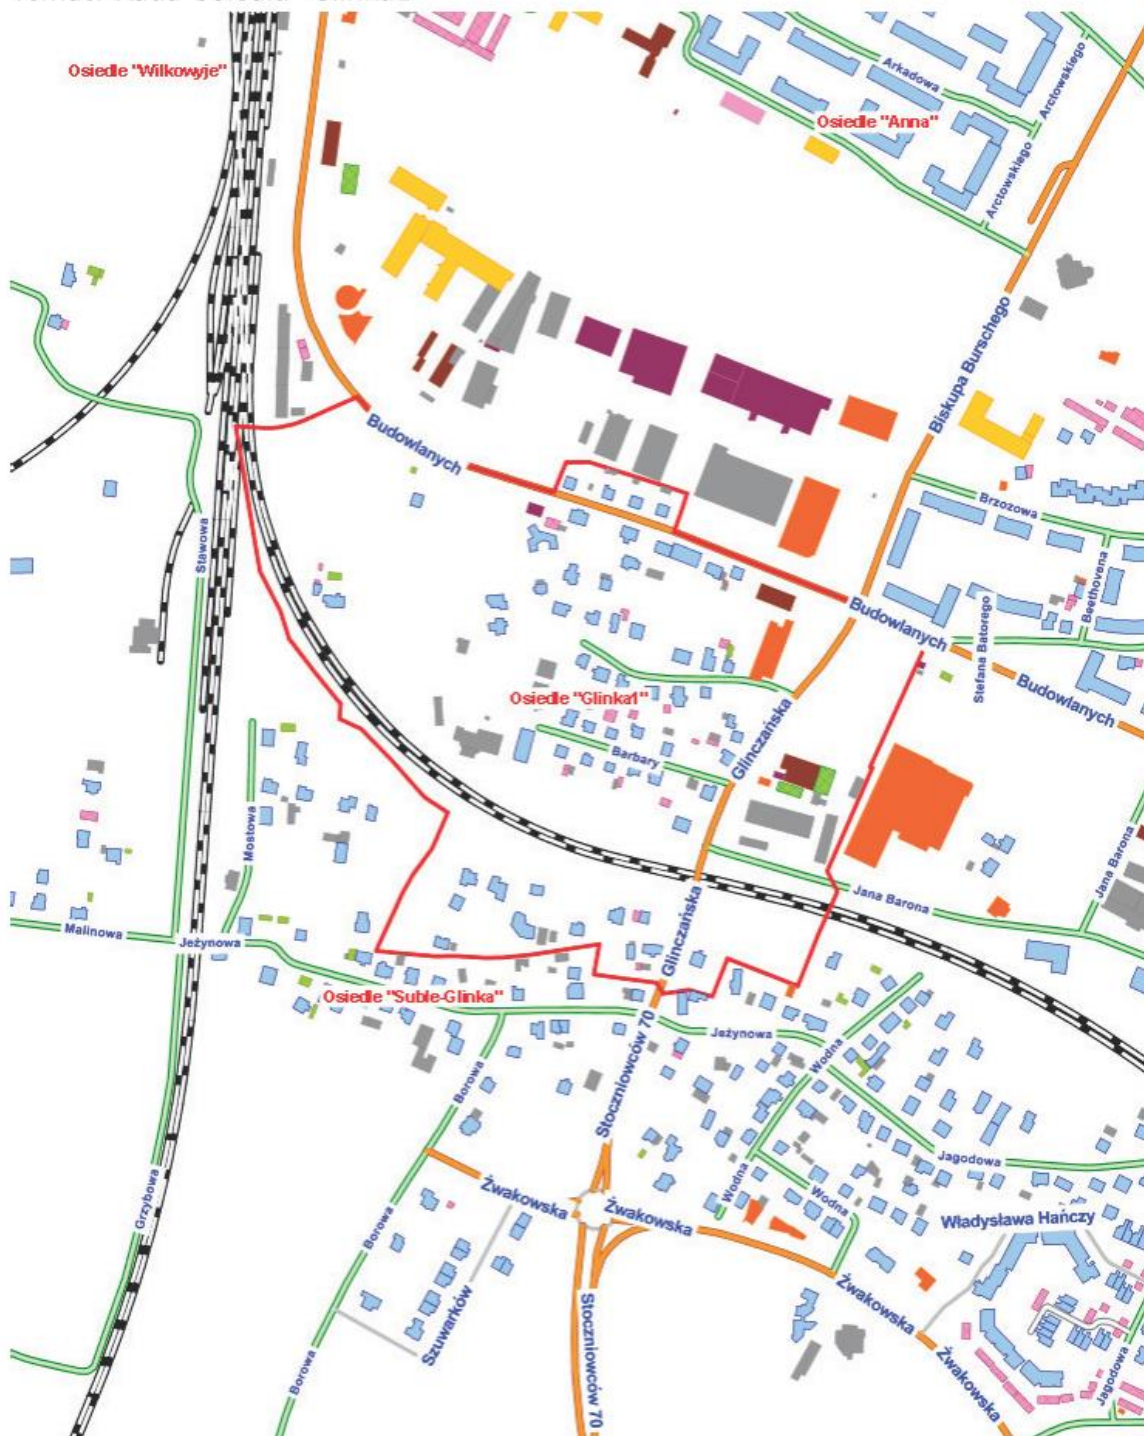 Osiedle "Wilkowyje"
Arkadowa
Arctowskiego
Osiedle "Anna"
Arctowskiego
Biskupa Burschego
Budowlanych
Brzozowa
Stawowa
Beethovena
Budowlanych
Stefana Batorego
Osiedle "Glinka1"
Budowlanych
Glinczańska
Barbary
Mostowa
Jana Barona
Jana Barona
Glinczańska
Malinowa
Jeżynowa
Osiedle "Suble-Glinka"
Stoczniowców 70
Jeżynowa
Wodna
Borowa
Jagodowa
Wodna
Wodna
Grzybowa
Żwakowska
Żwakowska
Władysława Hańczy
Borowa
Żwakowska
Szuwarków
Stoczniowców 70
Żwakowska
Jagodowa
Borowa